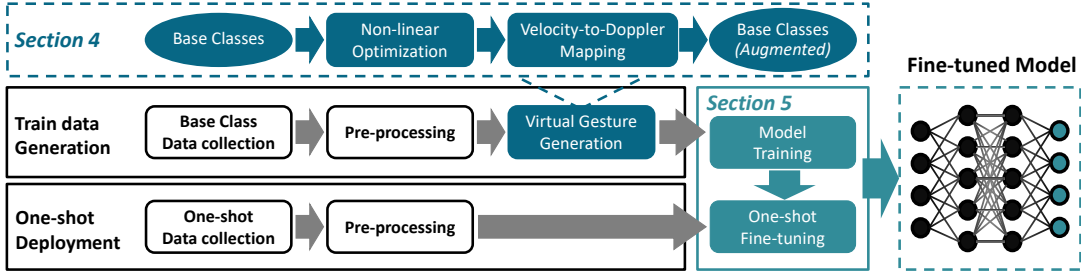 Section 4
Base Classes
Non-linear
Optimization
Velocity-to-Doppler
Mapping
Base Classes
(Augmented)
Fine-tuned Model
Train data
Generation
Base Class
Data collection
Pre-processing
Virtual Gesture
Generation
Section 5
Model
Training
One-shot
Deployment
One-shot
Data collection
Pre-processing
One-shot
Fine-tuning